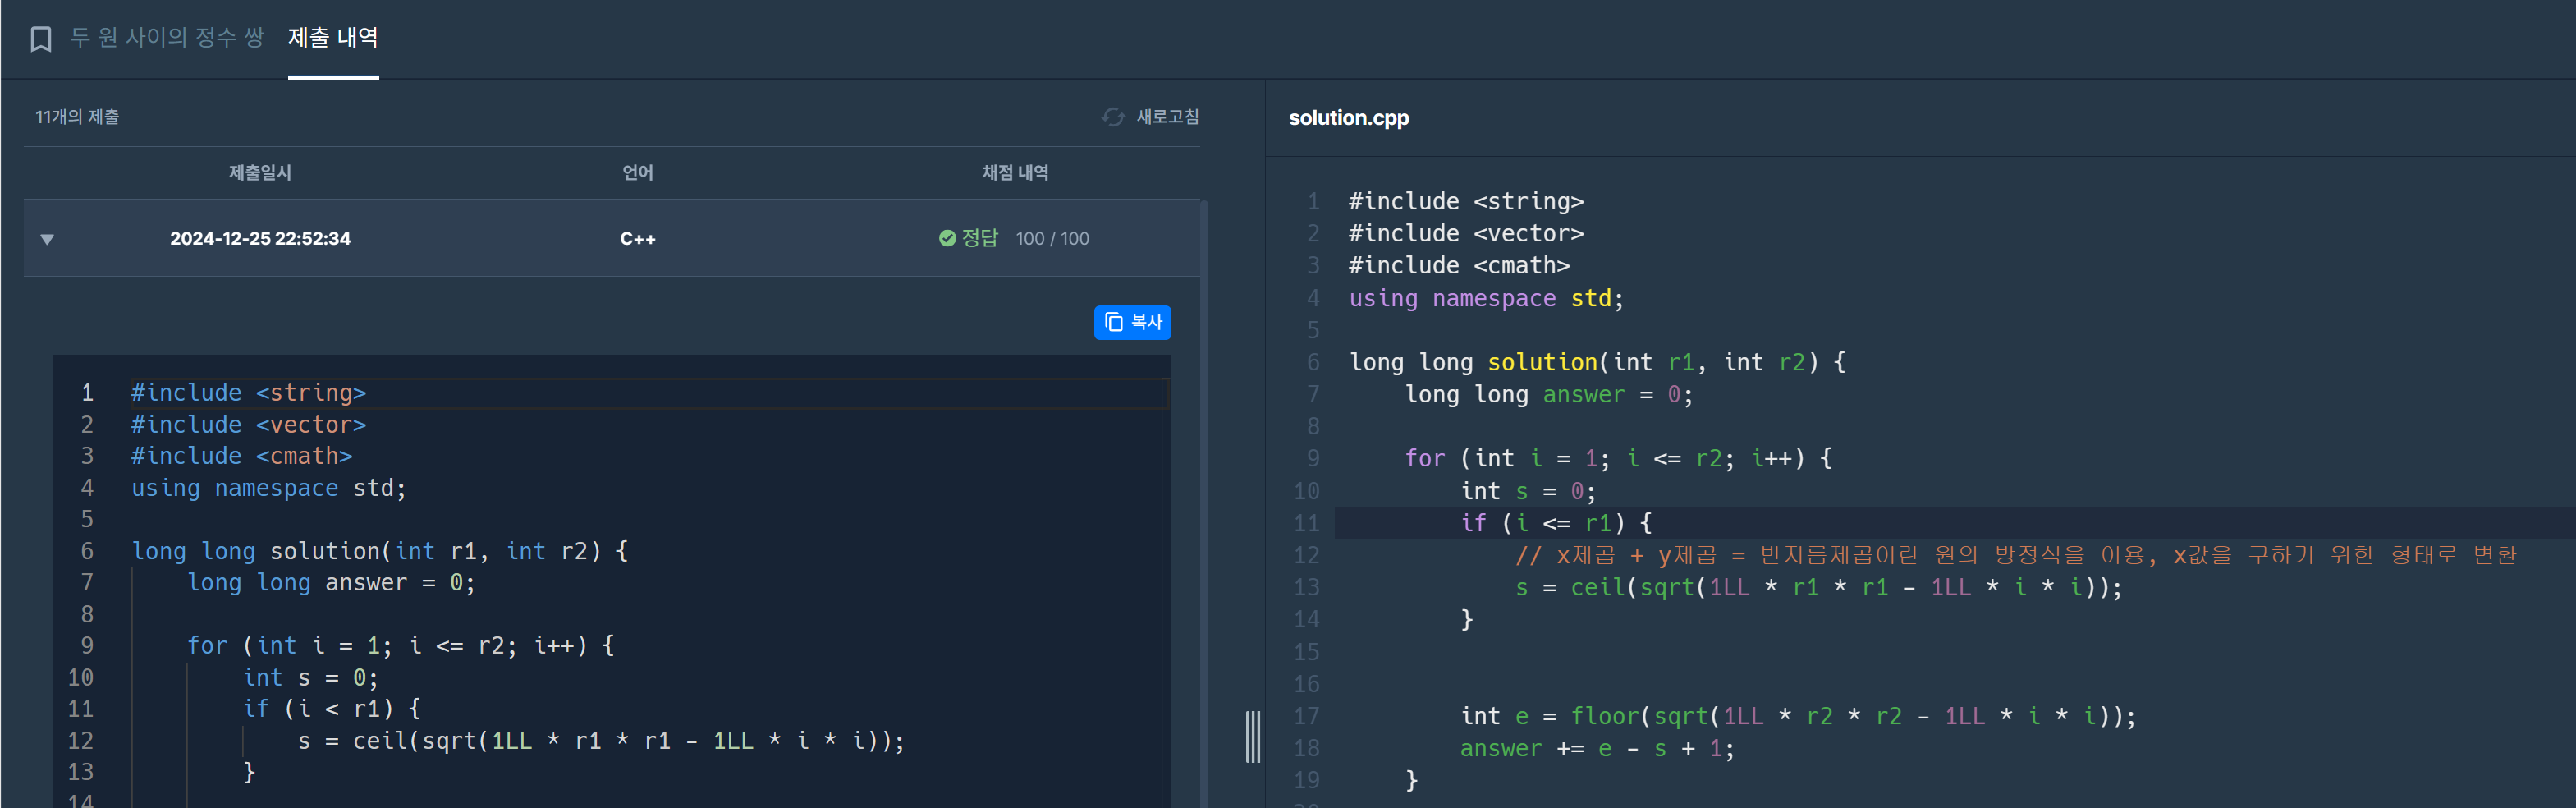 두 원 사이의 정수 쌍 제출 내역
11개의 제출 새로고침
제출일시 언어 채점 내역
2024-12-25 22:52:34 C++ 정답 100 / 100
복사
1 #include <string>
2 #include <vector>
3 #include <cmath>
4 using namespace std;
5
6 long long solution(int r1, int r2) {
7 long long answer = 0;
8
9 for (int i = 1; i <= r2; i++) {
10 int s = 0;
11 if (i < r1) {
12 s = ceil(sqrt(1LL * r1 * r1 - 1LL * i * i));
13 }
14
solution.cpp
1 #include <string>
2 #include <vector>
3 #include <cmath>
4 using namespace std;
5
6 long long solution(int r1, int r2) {
7 long long answer = 0;
8
9 for (int i = 1; i <= r2; i++) {
10 int s = 0;
11 if (i <= r1) {
12 // x제곱 + y제곱 = 반지름제곱이란 원의 방정식을 이용, x값을 구하기 위한 형태로 변환
13 s = ceil(sqrt(1LL * r1 * r1 - 1LL * i * i));
14 }
15
16
17 int e = floor(sqrt(1LL * r2 * r2 - 1LL * i * i));
18 answer += e - s + 1;
19 }
20